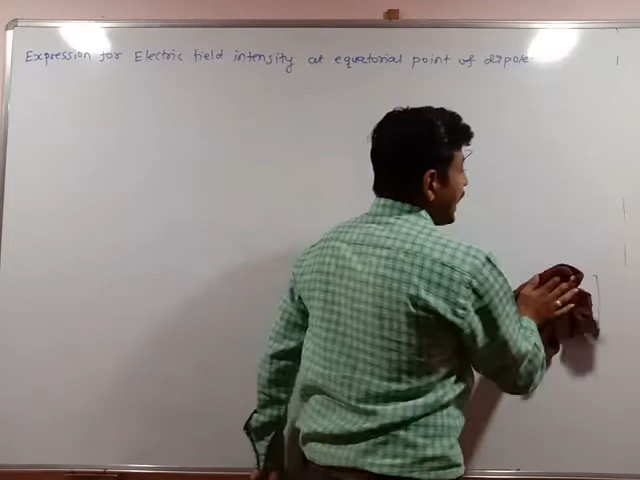 Expression for Electric field intensity at equatorial point of dipole